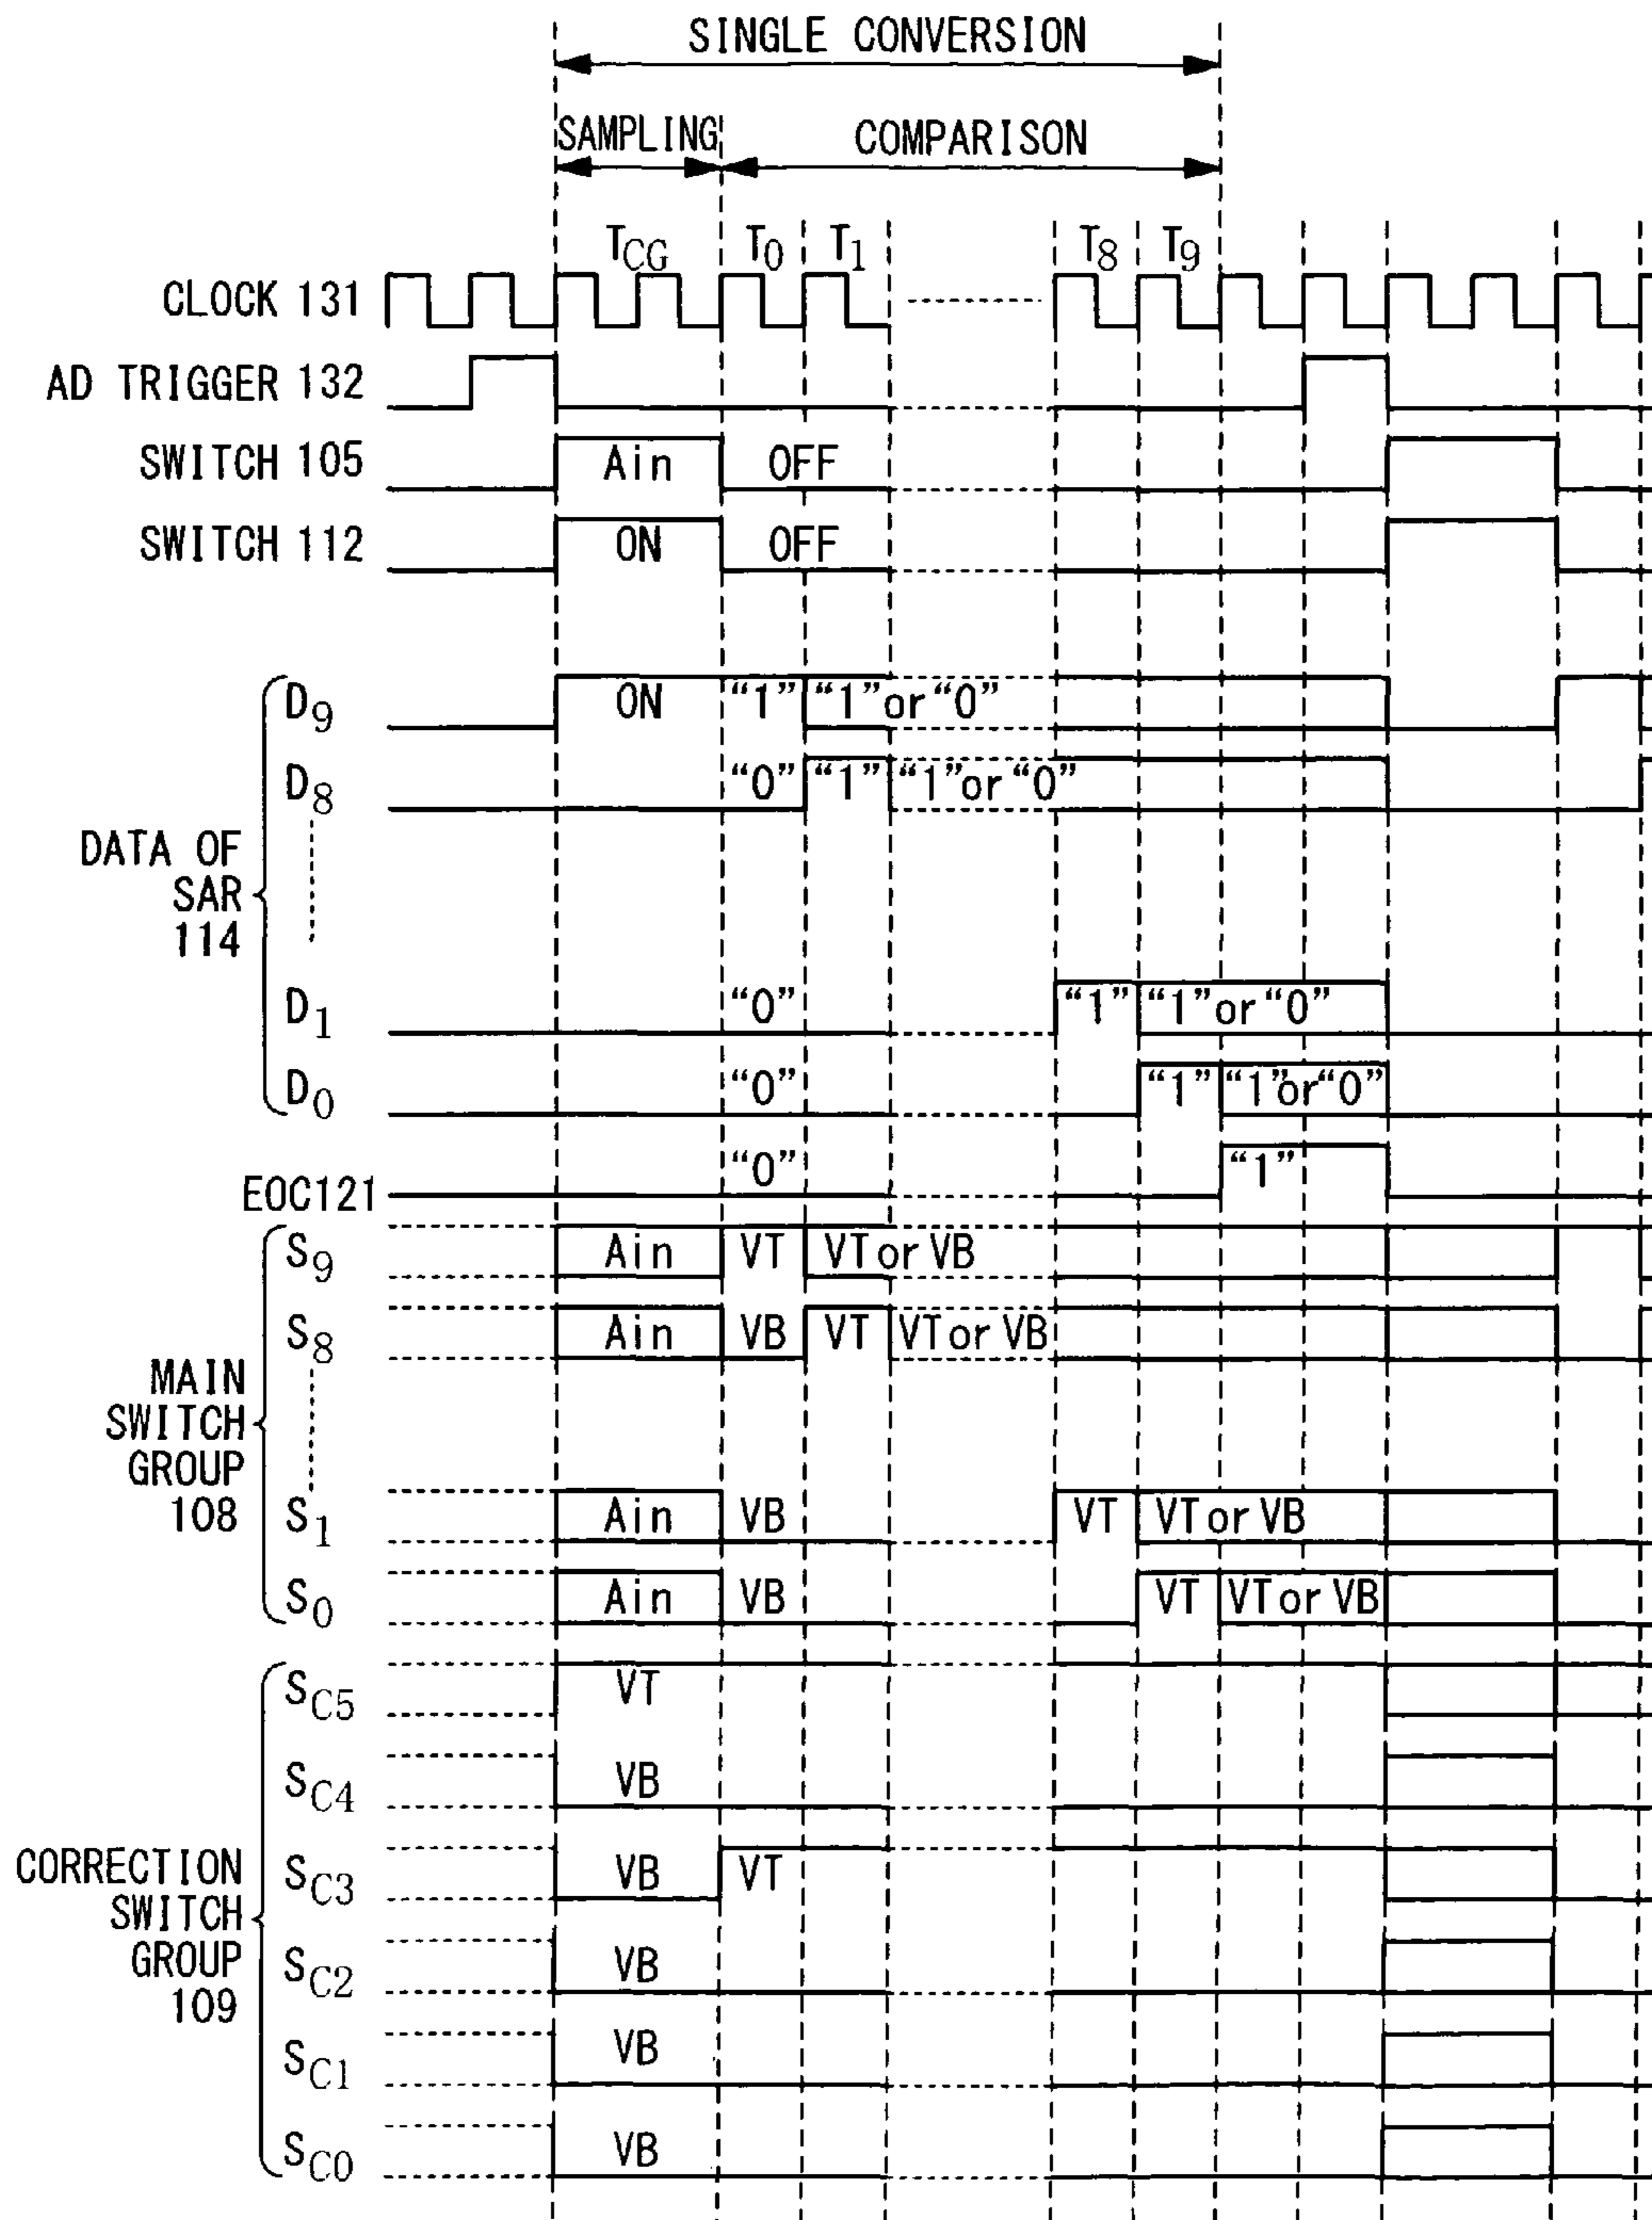 SINGLE CONVERSION
SAMPLING COMPARISON
TCG T0 T1 T8 T9
CLOCK 131
AD TRIGGER 132
SWITCH 105 Ain OFF
SWITCH 112 ON OFF
DATA OF
SAR
114
D9 ON “1” “1” or “0”
D8 “0” “1” “1” or “0”
D1 “0” “1” “1” or “0”
D0 “0” “1” “1” or “0”
EOC121 “0” “1”
MAIN
SWITCH
GROUP
108
S9 Ain VT VT or VB
S8 Ain VB VT VT or VB
S1 Ain VB VT VT or VB
S0 Ain VB VT VT or VB
CORRECTION
SWITCH
GROUP
109
SC5 VT
SC4 VB
SC3 VB VT
SC2 VB
SC1 VB
SC0 VB